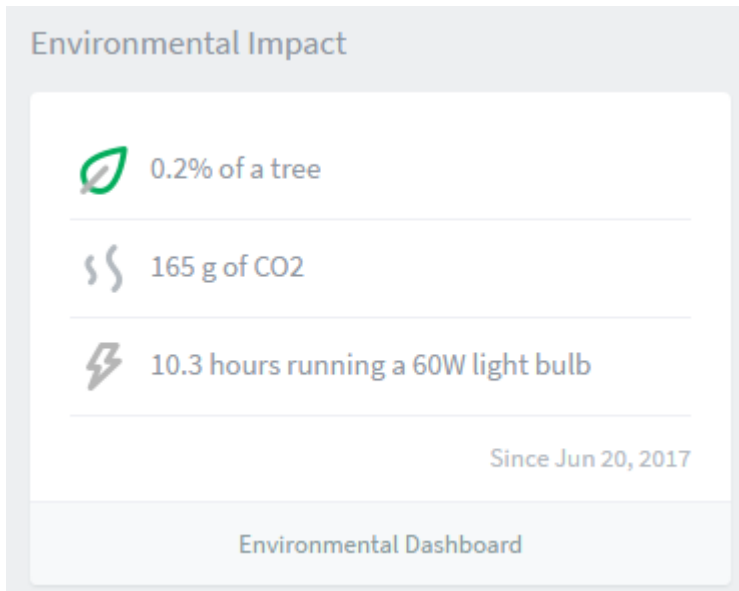 Environmental Impact
0.2% of a tree
165 g of CO2
10.3 hours running a 60W light bulb
Since Jun 20, 2017
Environmental Dashboard